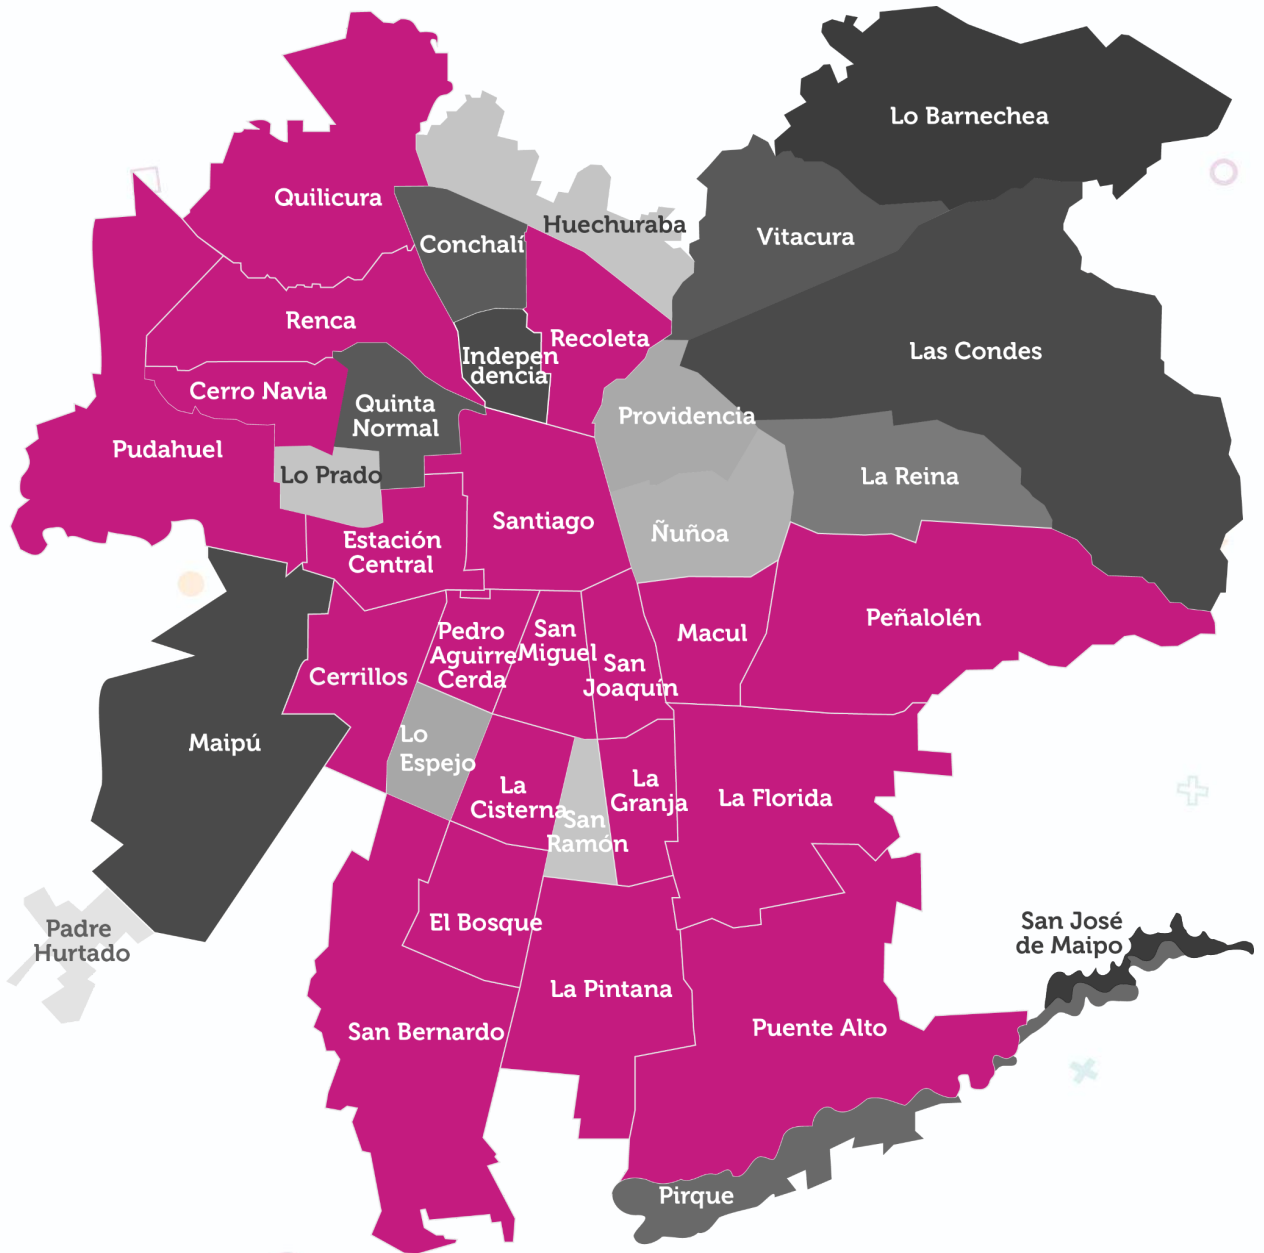 Lo Barnechea
Quilicura
Huechuraba
Conchalí
Vitacura
Renca
Recoleta
Indepen
dencia
Las Condes
Cerro Navia
Quinta
Normal
Providencia
Pudahuel
Lo Prado
La Reina
Santiago
Ñuñoa
Estación
Central
Peñalolén
Pedro
Aguirre
Cerda
San
Miguel
Macul
San
Joaquín
Cerrillos
Maipú
Lo
Espejo
La
Cisterna
La
Granja
La Florida
San
Ramón
El Bosque
Padre
Hurtado
San José
de Maipo
La Pintana
San Bernardo
Puente Alto
Pirque